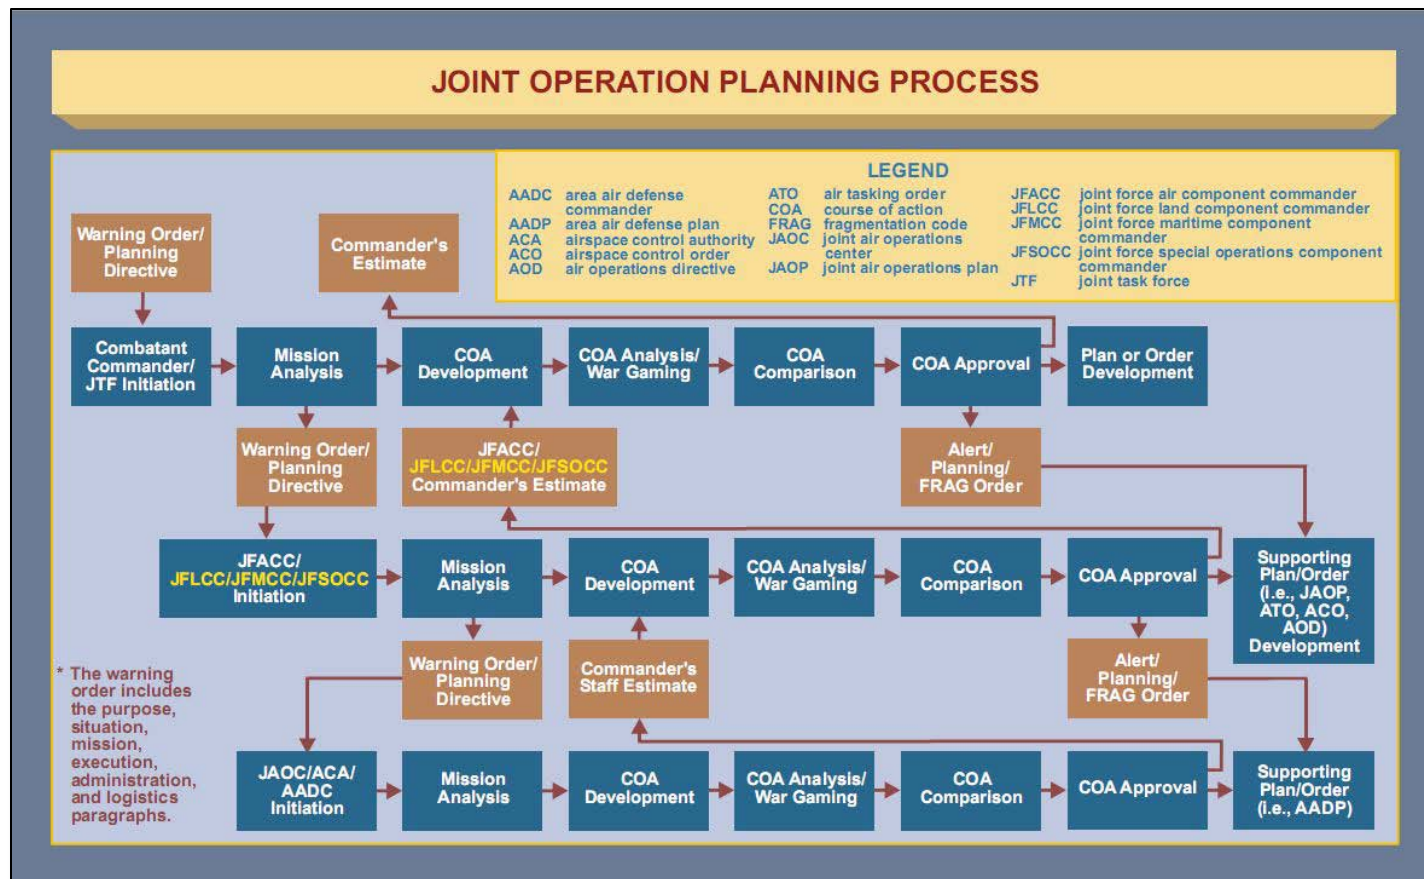 JOINT OPERATION PLANNING PROCESS
LEGEND
AADC area air defense
commander
AADP area air defense plan
ACA airspace control authority
ACO airspace control order
AOD air operations directive
ATO air tasking order
COA course of action
FRAG fragmentation code
JAOC joint air operations
center
JAOP joint air operations plan
JFACC joint force air component commander
JFLCC joint force land component commander
JFMCC joint force maritime component
commander
JFSOCC joint force special operations component
commander
JTF joint task force
Warning Order/
Planning
Directive
Commander's
Estimate
Combatant
Commander/
JTF Initiation
Mission
Analysis
COA
Development
COA Analysis/
War Gaming
COA
Comparison
COA Approval
Plan or Order
Development
Warning Order/
Planning
Directive
JFACC/
JFLCC/JFMCC/JFSOCC
Commander's Estimate
Alert/
Planning/
FRAG Order
JFACC/
JFLCC/JFMCC/JFSOCC
Initiation
Mission
Analysis
COA
Development
COA Analysis/
War Gaming
COA
Comparison
COA Approval
Supporting
Plan/Order
(i.e., JAOP,
ATO, ACO,
AOD)
Development
Warning Order/
Planning
Directive
Commander's
Staff Estimate
Alert/
Planning/
FRAG Order
* The warning
order includes
the purpose,
situation,
mission,
execution,
administration,
and logistics
paragraphs.
JAOC/ACA/
AADC
Initiation
Mission
Analysis
COA
Development
COA Analysis/
War Gaming
COA
Comparison
COA Approval
Supporting
Plan/Order
(i.e., AADP)